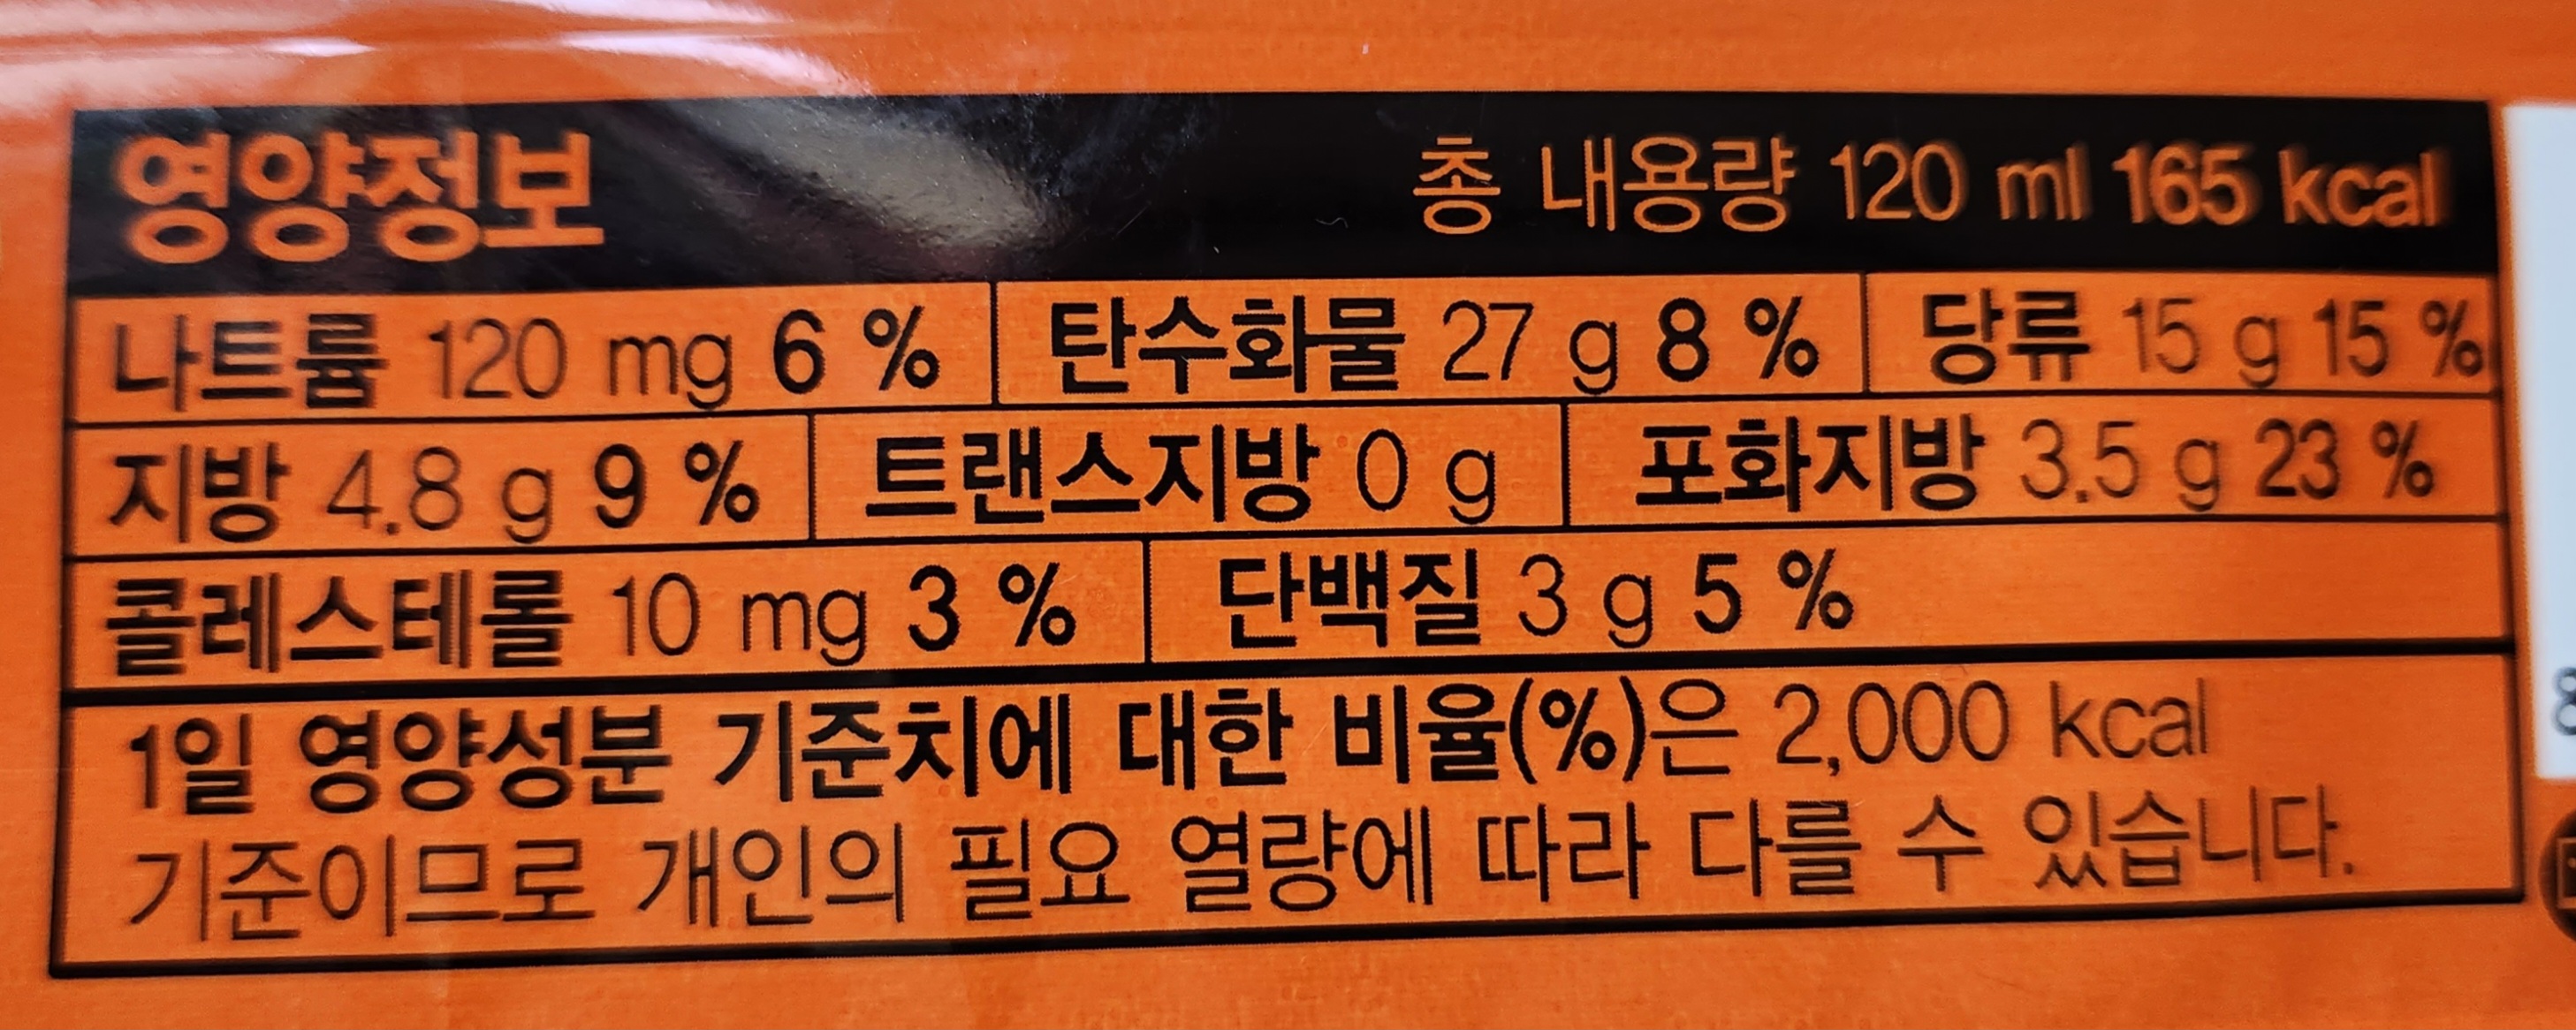 영양정보 총 내용량 120 ml 165 kcal
나트륨 120 mg 6 % 탄수화물 27 g 8 % 당류 15 g 15 %
지방 4.8 g 9 % 트랜스지방 0 g 포화지방 3.5 g 23 %
콜레스테롤 10 mg 3 % 단백질 3 g 5 %
1일 영양성분 기준치에 대한 비율(%)은 2,000 kcal
기준이므로 개인의 필요 열량에 따라 다를 수 있습니다.
8